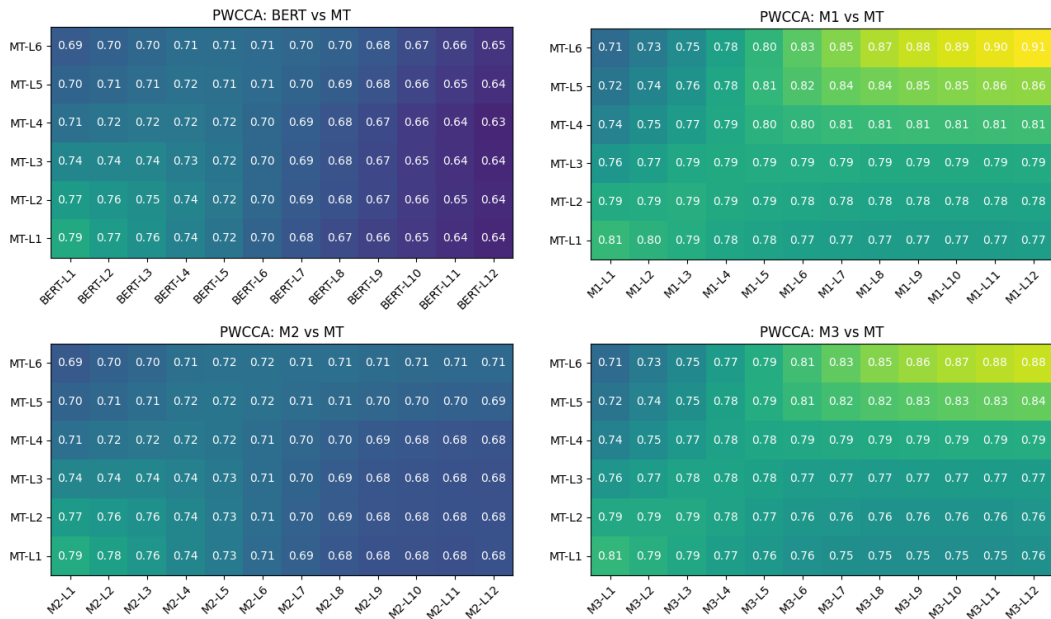 PWCCA: BERT vs MT
MT-L6 0.69 0.70 0.70 0.71 0.71 0.71 0.70 0.70 0.68 0.67 0.66 0.65
MT-L5 0.70 0.71 0.71 0.72 0.71 0.71 0.70 0.69 0.68 0.66 0.65 0.64
MT-L4 0.71 0.72 0.72 0.72 0.72 0.70 0.69 0.68 0.67 0.66 0.64 0.63
MT-L3 0.74 0.74 0.74 0.73 0.72 0.70 0.69 0.68 0.67 0.65 0.64 0.64
MT-L2 0.77 0.76 0.75 0.74 0.72 0.70 0.69 0.68 0.67 0.66 0.65 0.64
MT-L1 0.79 0.77 0.76 0.74 0.72 0.70 0.68 0.67 0.66 0.65 0.64 0.64
BERT-L1 BERT-L2 BERT-L3 BERT-L4 BERT-L5 BERT-L6 BERT-L7 BERT-L8 BERT-L9 BERT-L10 BERT-L11 BERT-L12
PWCCA: M1 vs MT
MT-L6 0.71 0.73 0.75 0.78 0.80 0.83 0.85 0.87 0.88 0.89 0.90 0.91
MT-L5 0.72 0.74 0.76 0.78 0.81 0.82 0.84 0.84 0.85 0.85 0.86 0.86
MT-L4 0.74 0.75 0.77 0.79 0.80 0.80 0.81 0.81 0.81 0.81 0.81 0.81
MT-L3 0.76 0.77 0.79 0.79 0.79 0.79 0.79 0.79 0.79 0.79 0.79 0.79
MT-L2 0.79 0.79 0.79 0.79 0.79 0.78 0.78 0.78 0.78 0.78 0.78 0.78
MT-L1 0.81 0.80 0.79 0.78 0.78 0.77 0.77 0.77 0.77 0.77 0.77 0.77
M1-L1 M1-L2 M1-L3 M1-L4 M1-L5 M1-L6 M1-L7 M1-L8 M1-L9 M1-L10 M1-L11 M1-L12
PWCCA: M2 vs MT
MT-L6 0.69 0.70 0.70 0.71 0.72 0.72 0.71 0.71 0.71 0.71 0.71 0.71
MT-L5 0.70 0.71 0.71 0.72 0.72 0.72 0.71 0.71 0.70 0.70 0.70 0.69
MT-L4 0.71 0.72 0.72 0.72 0.72 0.71 0.70 0.70 0.69 0.69 0.68 0.68
MT-L3 0.74 0.74 0.74 0.74 0.73 0.71 0.70 0.69 0.68 0.68 0.68 0.68
MT-L2 0.77 0.76 0.76 0.74 0.73 0.71 0.70 0.69 0.68 0.68 0.68 0.68
MT-L1 0.79 0.78 0.76 0.74 0.73 0.71 0.69 0.68 0.68 0.68 0.68 0.68
M2-L1 M2-L2 M2-L3 M2-L4 M2-L5 M2-L6 M2-L7 M2-L8 M2-L9 M2-L10 M2-L11 M2-L12
PWCCA: M3 vs MT
MT-L6 0.71 0.73 0.75 0.77 0.79 0.81 0.83 0.85 0.86 0.87 0.88 0.88
MT-L5 0.72 0.74 0.75 0.78 0.79 0.81 0.82 0.82 0.83 0.83 0.83 0.84
MT-L4 0.74 0.75 0.77 0.78 0.78 0.79 0.79 0.79 0.79 0.79 0.79 0.79
MT-L3 0.76 0.77 0.78 0.78 0.78 0.77 0.77 0.77 0.77 0.77 0.77 0.77
MT-L2 0.79 0.79 0.79 0.78 0.77 0.76 0.76 0.76 0.76 0.76 0.76 0.76
MT-L1 0.81 0.79 0.79 0.77 0.76 0.76 0.75 0.75 0.75 0.75 0.75 0.76
M3-L1 M3-L2 M3-L3 M3-L4 M3-L5 M3-L6 M3-L7 M3-L8 M3-L9 M3-L10 M3-L11 M3-L12